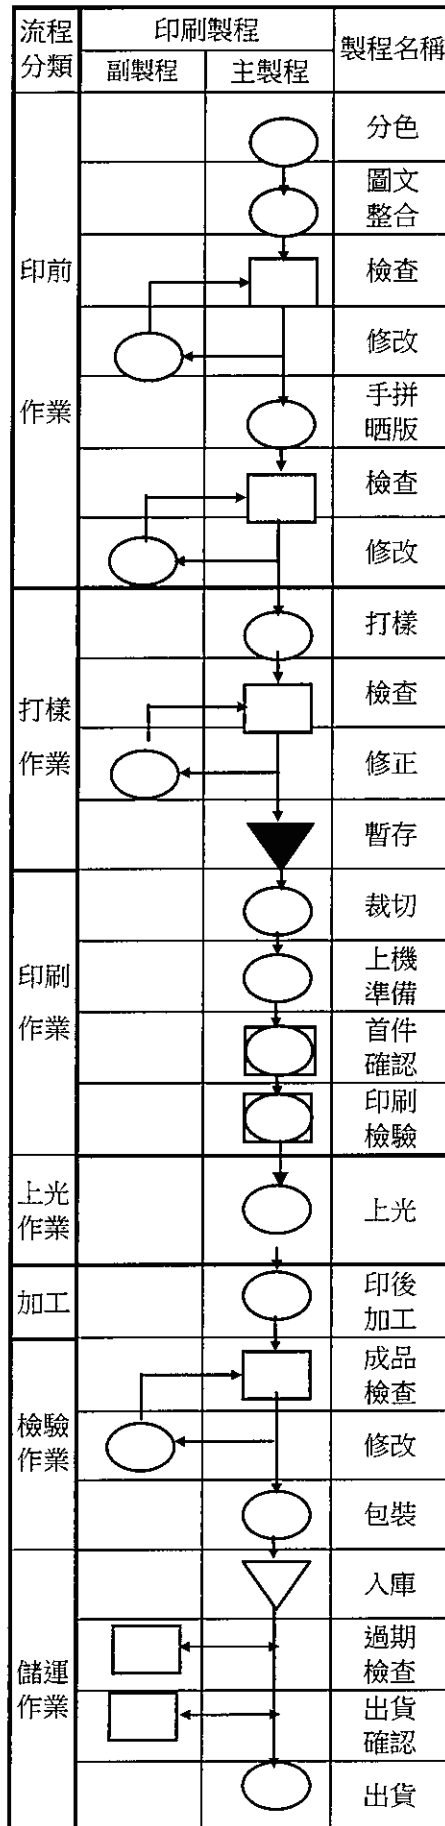 流程
分類
印刷製程
副製程
主製程
製程名稱
印前
作業
分色
圖文
整合
檢查
修改
手拼
晒版
檢查
修改
打樣
作業
打樣
檢查
修正
暫存
印刷
作業
裁切
上機
準備
首件
確認
印刷
檢驗
上光
作業
上光
加工
印後
加工
檢驗
作業
成品
檢查
修改
包裝
儲運
作業
入庫
過期
檢查
出貨
確認
出貨